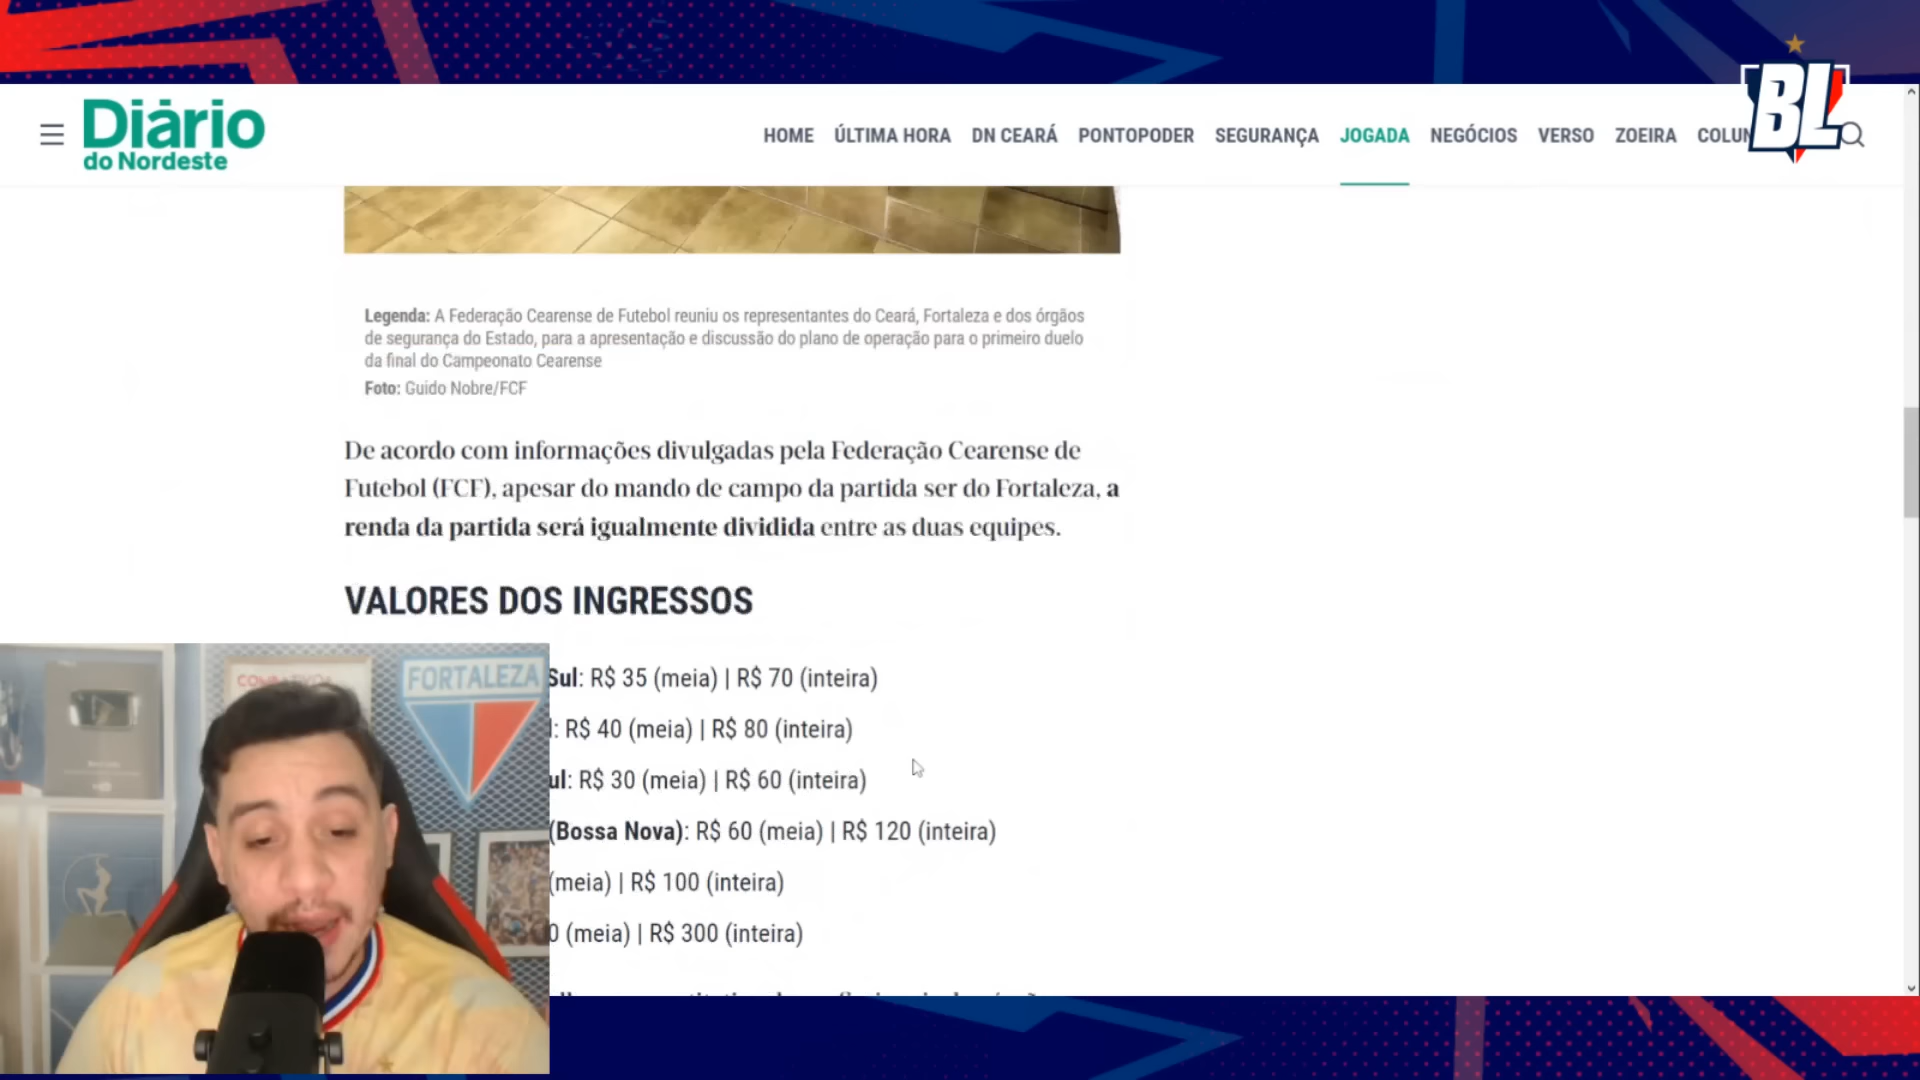 BL
Diário
do Nordeste
HOME ÚLTIMA HORA DN CEARÁ PONTOPODER SEGURANÇA JOGADA NEGÓCIOS VERSO ZOEIRA COLUN
Legenda: A Federação Cearense de Futebol reuniu os representantes do Ceará, Fortaleza e dos órgãos
de segurança do Estado, para a apresentação e discussão do plano de operação para o primeiro duelo
da final do Campeonato Cearense
Foto: Guido Nobre/FCF
De acordo com informações divulgadas pela Federação Cearense de
Futebol (FCF), apesar do mando de campo da partida ser do Fortaleza, a
renda da partida será igualmente dividida entre as duas equipes.
VALORES DOS INGRESSOS
Sul: R$ 35 (meia) | R$ 70 (inteira)
l: R$ 40 (meia) | R$ 80 (inteira)
ul: R$ 30 (meia) | R$ 60 (inteira)
(Bossa Nova): R$ 60 (meia) | R$ 120 (inteira)
(meia) | R$ 100 (inteira)
0 (meia) | R$ 300 (inteira)
FORTALEZA